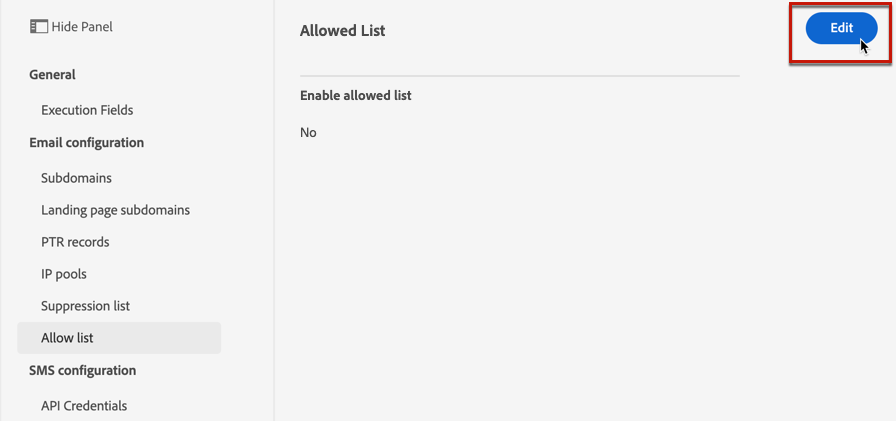 Hide Panel
General
Execution Fields
Email configuration
Subdomains
Landing page subdomains
PTR records
IP pools
Suppression list
Allow list
SMS configuration
API Credentials
Allowed List
Edit
Enable allowed list
No